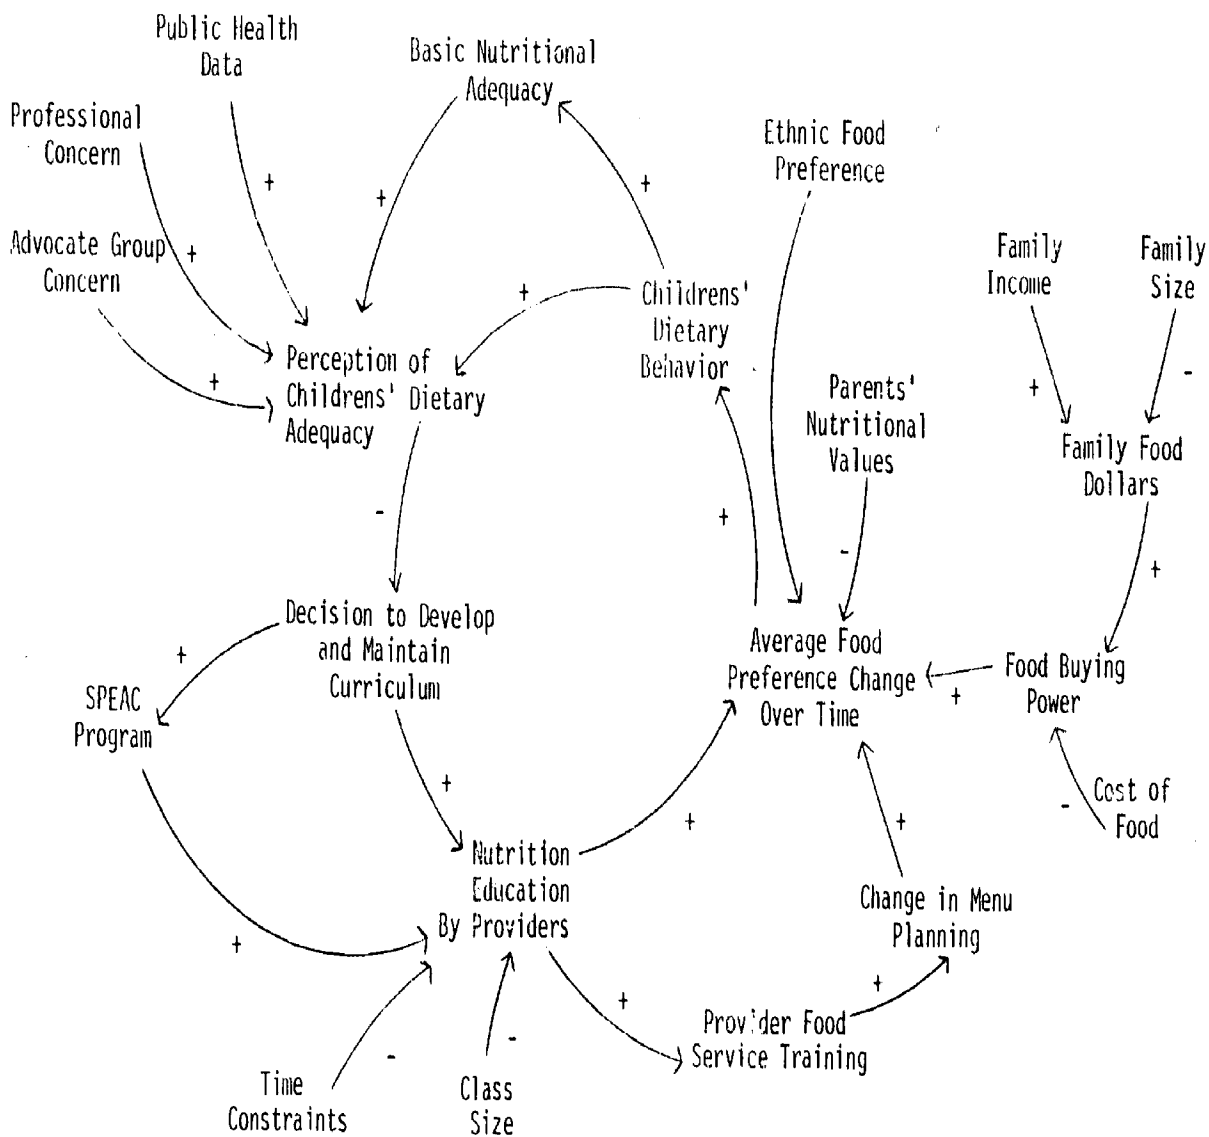 Public Health
Data
Basic Nutritional
Adequacy
Professional
Concern
Ethnic Food
Preference
Advocate Group
Concern
Family
Income
Family
Size
+
+
+
+
+
Childrens'
Dietary
Behavior
Perception of
Childrens' Dietary
Adequacy
+
+
-
Parents'
Nutritional
Values
Family Food
Dollars
-
+
-
+
Decision to Develop
and Maintain
Curriculum
Average Food
Preference Change
Over Time
+
Food Buying
Power
+
SPEAC
Program
+
+
+
-
Cost of
Food
Nutrition
Education
By Providers
Change in Menu
Planning
+
+
+
Provider Food
Service Training
-
-
Time
Constraints
Class
Size